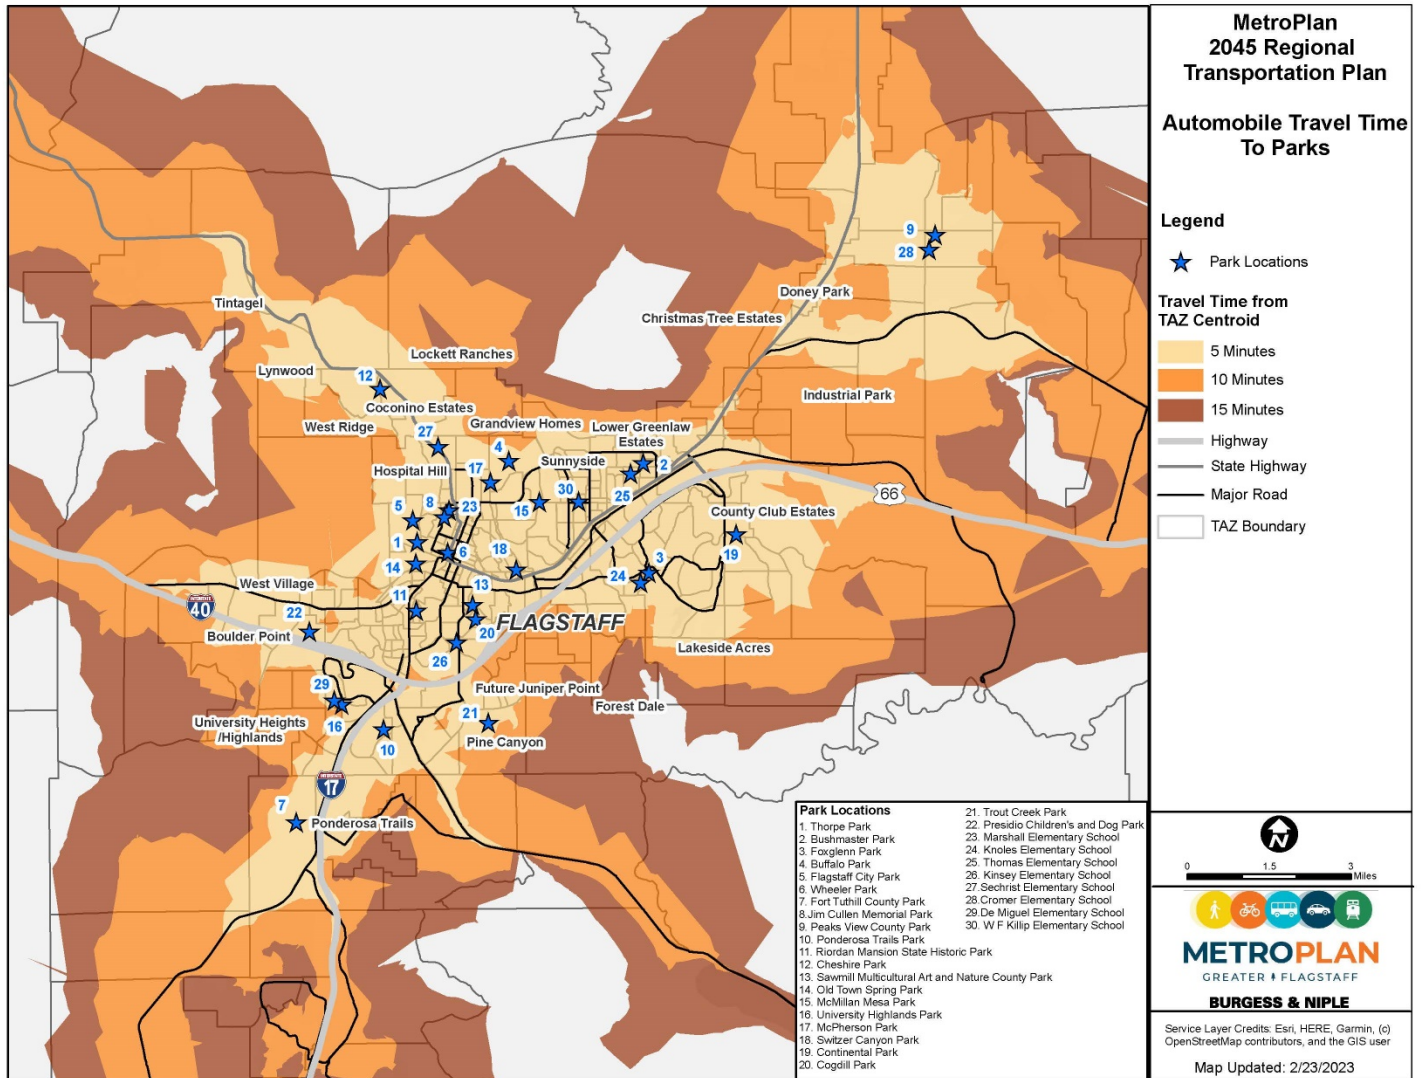 MetroPlan
2045 Regional
Transportation Plan
Automobile Travel Time
To Parks
Legend
Park Locations
Travel Time from
TAZ Centroid
5 Minutes
10 Minutes
15 Minutes
Highway
State Highway
Major Road
TAZ Boundary
9
28
Doney Park
Tintagel
Christmas Tree Estates
Lockett Ranches
Lynwood
12
Industrial Park
Coconino Estates
West Ridge
Grandview Homes
Lower Greenlaw
Estates
27
4
Sunnyside
2
Hospital Hill
17
25
30
66
5
8
23
15
County Club Estates
1
6
18
19
14
3
24
West Village
13
40
11
22
FLAGSTAFF
20
Boulder Point
26
Lakeside Acres
29
Future Juniper Point
Forest Dale
University Heights
/Highlands
16
21
10
Pine Canyon
INTERSTATE
17
7
Ponderosa Trails
Park Locations
1. Thorpe Park
2. Bushmaster Park
3. Foxglenn Park
4. Buffalo Park
5. Flagstaff City Park
6. Wheeler Park
7. Fort Tuthill County Park
8.Jim Cullen Memorial Park
9. Peaks View County Park
10. Ponderosa Trails Park
11. Riordan Mansion State Historic Park
12. Cheshire Park
13. Sawmill Multicultural Art and Nature County Park
14. Old Town Spring Park
15. McMillan Mesa Park
16. University Highlands Park
17. McPherson Park
18. Switzer Canyon Park
19. Continental Park
20. Cogdill Park
21. Trout Creek Park
22. Presidio Children's and Dog Park
23. Marshall Elementary School
24. Knoles Elementary School
25. Thomas Elementary School
26. Kinsey Elementary School
27.Sechrist Elementary School
28.Cromer Elementary School
29.De Miguel Elementary School
30. W F Killip Elementary School
N
0 1.5 3
Miles
METROPLAN
GREATER FLAGSTAFF
BURGESS & NIPLE
Service Layer Credits: Esri, HERE, Garmin, (c)
OpenStreetMap contributors, and the GIS user
Map Updated: 2/23/2023